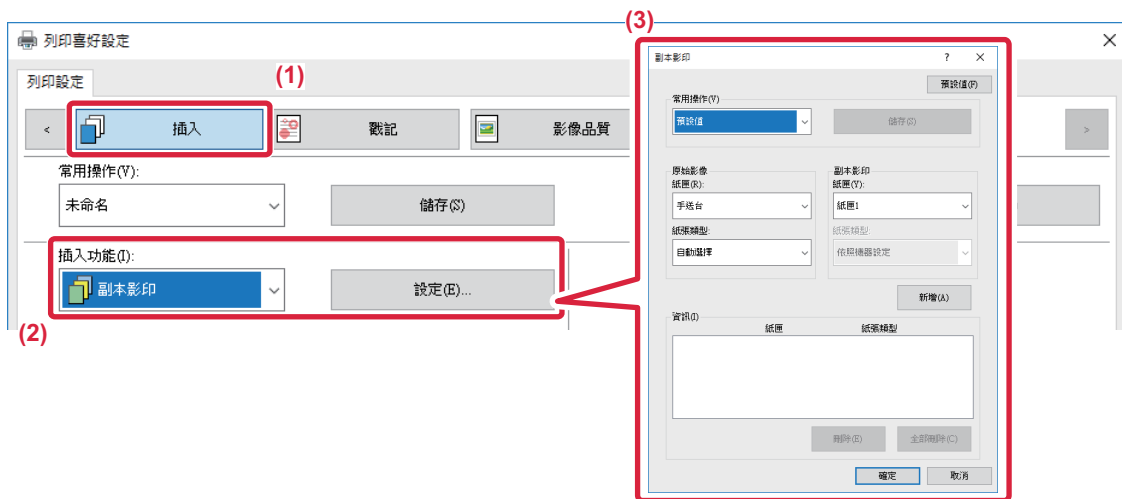 (3)
列印喜好設定
列印設定
(1)
<
插入
戳記
影像品質
>
常用操作(V):
未命名
儲存(S)
插入功能(I):
副本影印
設定(E)...
(2)
副本影印
?
預設值(F)
常用操作(V)
預設值
儲存(S)
原始影像
紙匣(R):
手送台
紙張類型:
自動選擇
副本影印
紙匣(Y):
紙匣1
紙張類型:
依照機器設定
新增(A)
資訊(I)
紙匣 紙張類型
刪除(E)
全部刪除(C)
確定
取消